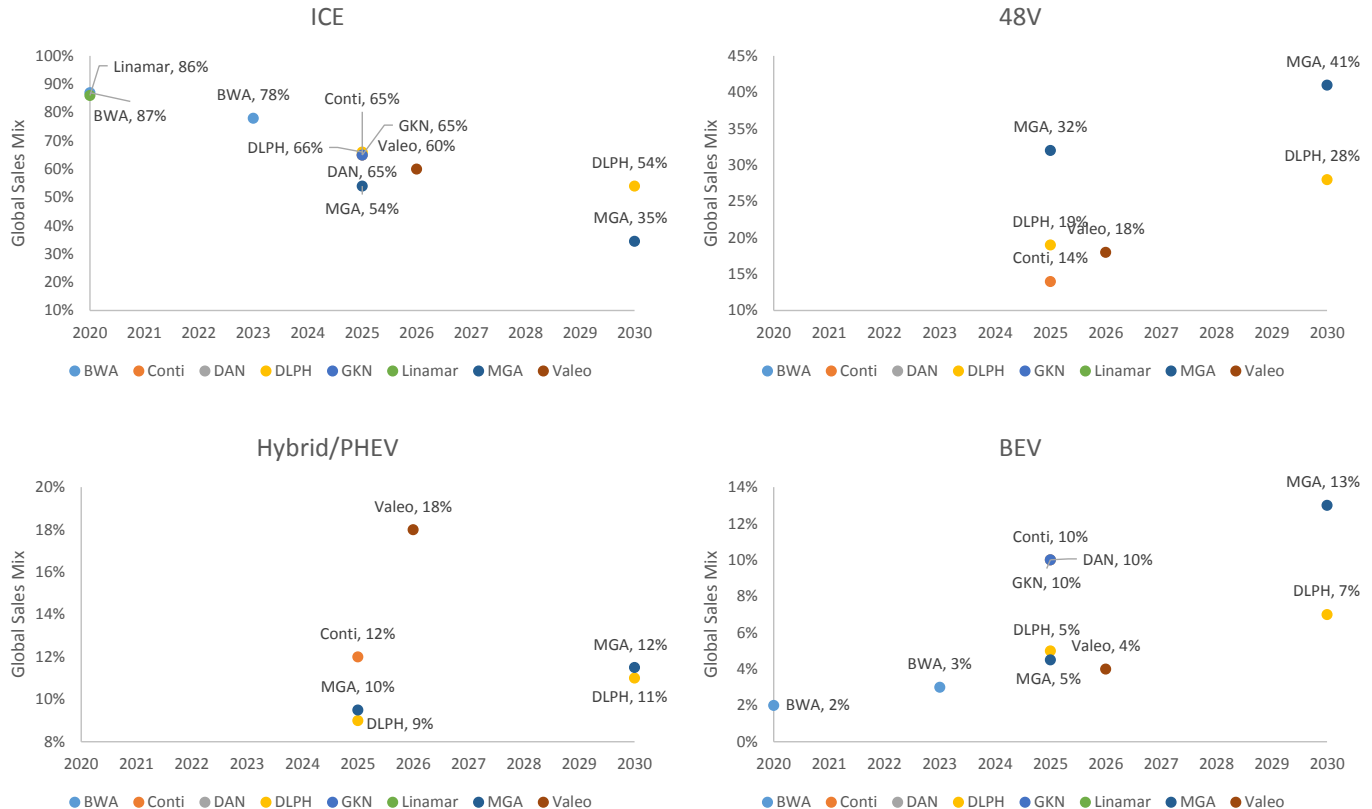 ICE
Global Sales Mix
100%
90%
80%
70%
60%
50%
40%
30%
20%
10%
Linamar, 86%
BWA, 87%
BWA, 78%
Conti, 65%
GKN, 65%
DLPH, 66%
Valeo, 60%
DAN, 65%
MGA, 54%
DLPH, 54%
MGA, 35%
2020 2021 2022 2023 2024 2025 2026 2027 2028 2029 2030
BWA Conti DAN DLPH GKN Linamar MGA Valeo
48V
Global Sales Mix
45%
40%
35%
30%
25%
20%
15%
10%
MGA, 41%
MGA, 32%
DLPH, 28%
DLPH, 19%
Valeo, 18%
Conti, 14%
2020 2021 2022 2023 2024 2025 2026 2027 2028 2029 2030
BWA Conti DAN DLPH GKN Linamar MGA Valeo
Hybrid/PHEV
Global Sales Mix
20%
18%
16%
14%
12%
10%
8%
Valeo, 18%
Conti, 12%
MGA, 10%
DLPH, 9%
MGA, 12%
DLPH, 11%
2020 2021 2022 2023 2024 2025 2026 2027 2028 2029 2030
BWA Conti DAN DLPH GKN Linamar MGA Valeo
BEV
Global Sales Mix
14%
12%
10%
8%
6%
4%
2%
0%
MGA, 13%
Conti, 10%
DAN, 10%
GKN, 10%
DLPH, 7%
DLPH, 5%
Valeo, 4%
MGA, 5%
BWA, 3%
BWA, 2%
2020 2021 2022 2023 2024 2025 2026 2027 2028 2029 2030
BWA Conti DAN DLPH GKN Linamar MGA Valeo